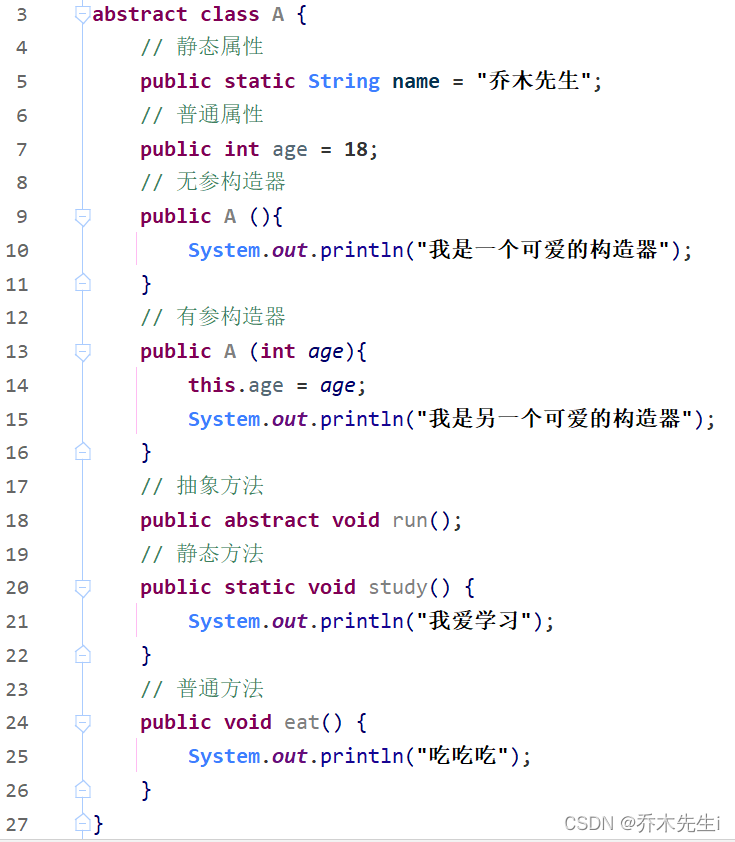 3 abstract class A {
4 // 静态属性
5 public static String name = "乔木先生";
6 // 普通属性
7 public int age = 18;
8 // 无参构造器
9 public A (){
10 System.out.println("我是一个可爱的构造器");
11 }
12 // 有参构造器
13 public A (int age){
14 this.age = age;
15 System.out.println("我是另一个可爱的构造器");
16 }
17 // 抽象方法
18 public abstract void run();
19 // 静态方法
20 public static void study() {
21 System.out.println("我爱学习");
22 }
23 // 普通方法
24 public void eat() {
25 System.out.println("吃吃吃");
26 }
27 }
CSDN @乔木先生i